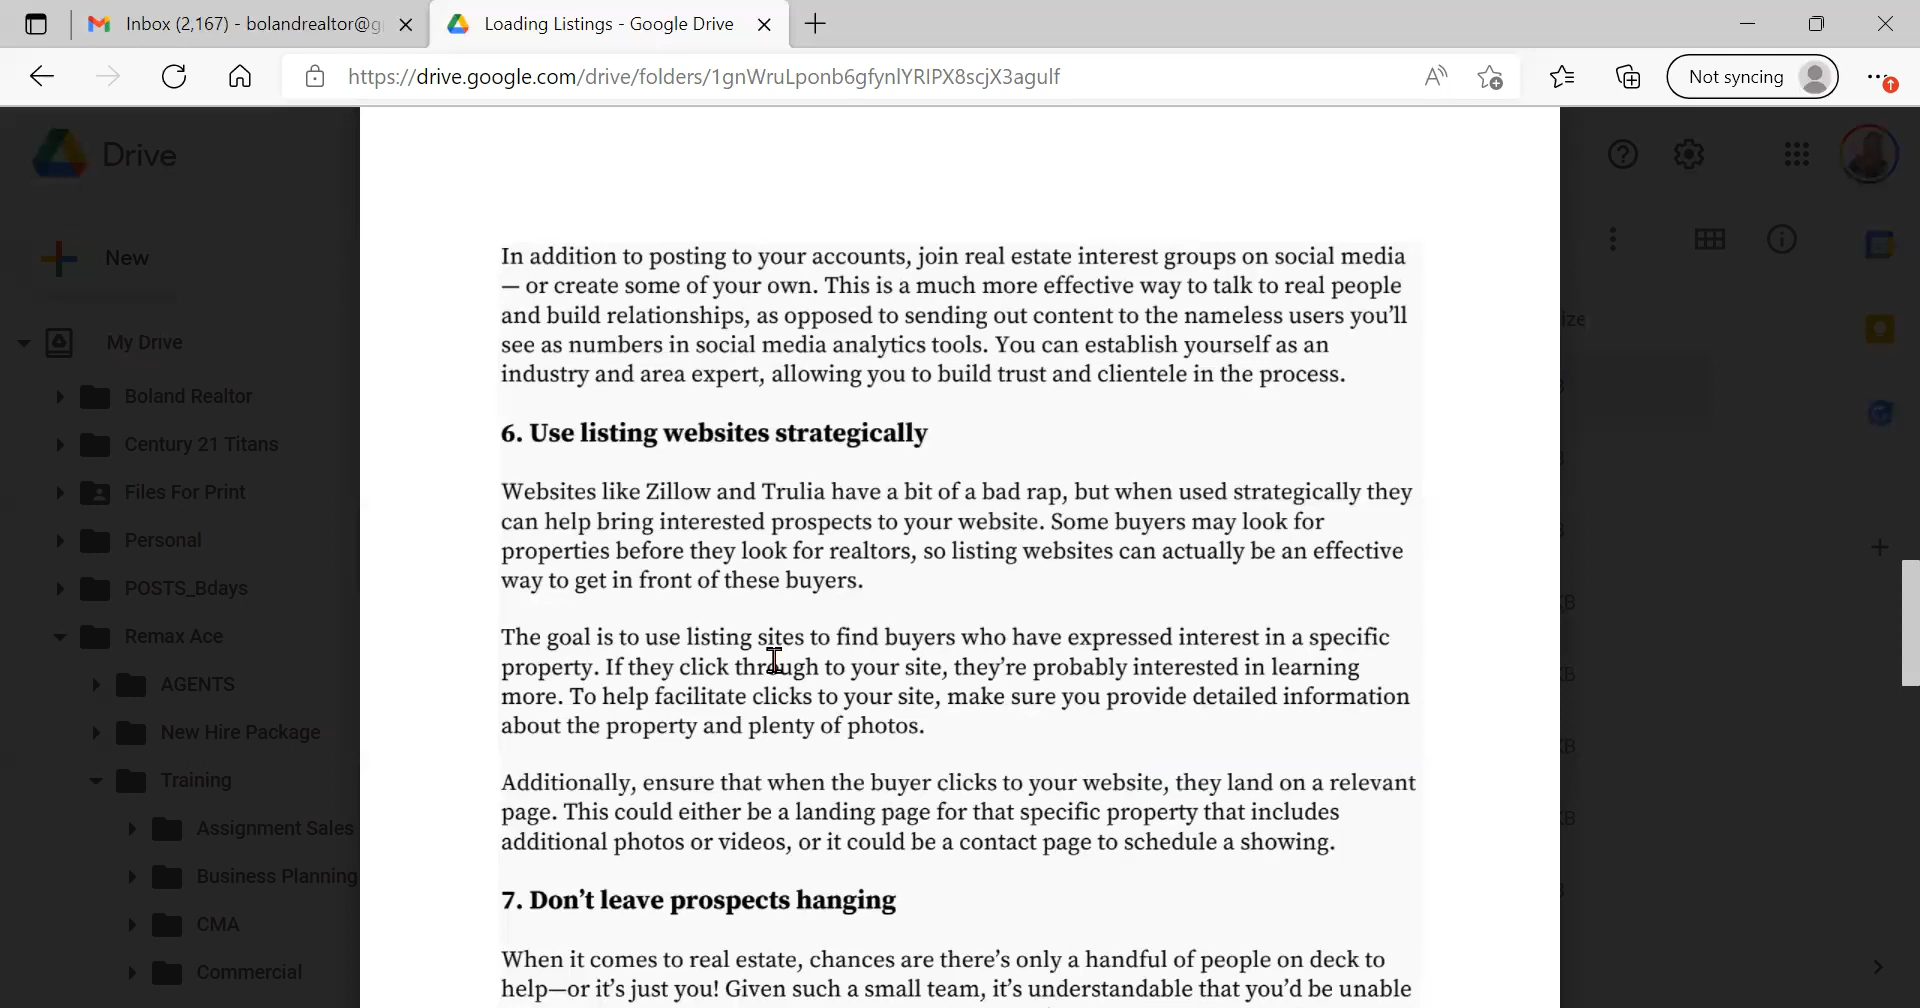 Inbox (2,167) - bolandrealtor@g
Loading Listings - Google Drive
https://drive.google.com/drive/folders/1gnWruLponb6gfynlYRIPX8scjX3agulf
Not syncing
Drive
New
My Drive
Boland Realtor
Century 21 Titans
Files For Print
Personal
POSTS_Bdays
Remax Ace
AGENTS
New Hire Package
Training
Assignment Sales
Business Planning
CMA
Commercial
In addition to posting to your accounts, join real estate interest groups on social media
— or create some of your own. This is a much more effective way to talk to real people
and build relationships, as opposed to sending out content to the nameless users you’ll
see as numbers in social media analytics tools. You can establish yourself as an
industry and area expert, allowing you to build trust and clientele in the process.
6. Use listing websites strategically
Websites like Zillow and Trulia have a bit of a bad rap, but when used strategically they
can help bring interested prospects to your website. Some buyers may look for
properties before they look for realtors, so listing websites can actually be an effective
way to get in front of these buyers.
The goal is to use listing sites to find buyers who have expressed interest in a specific
property. If they click through to your site, they’re probably interested in learning
more. To help facilitate clicks to your site, make sure you provide detailed information
about the property and plenty of photos.
Additionally, ensure that when the buyer clicks to your website, they land on a relevant
page. This could either be a landing page for that specific property that includes
additional photos or videos, or it could be a contact page to schedule a showing.
7. Don’t leave prospects hanging
When it comes to real estate, chances are there’s only a handful of people on deck to
help—or it’s just you! Given such a small team, it’s understandable that you’d be unable